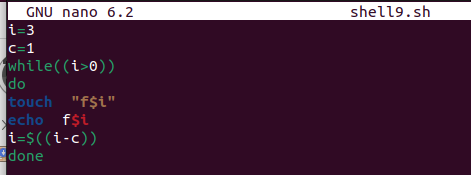 GNU nano 6.2 shell9.sh
i=3
c=1
while((i>0))
do
touch  "f$i"
echo  f$i
i=$((i-c))
done